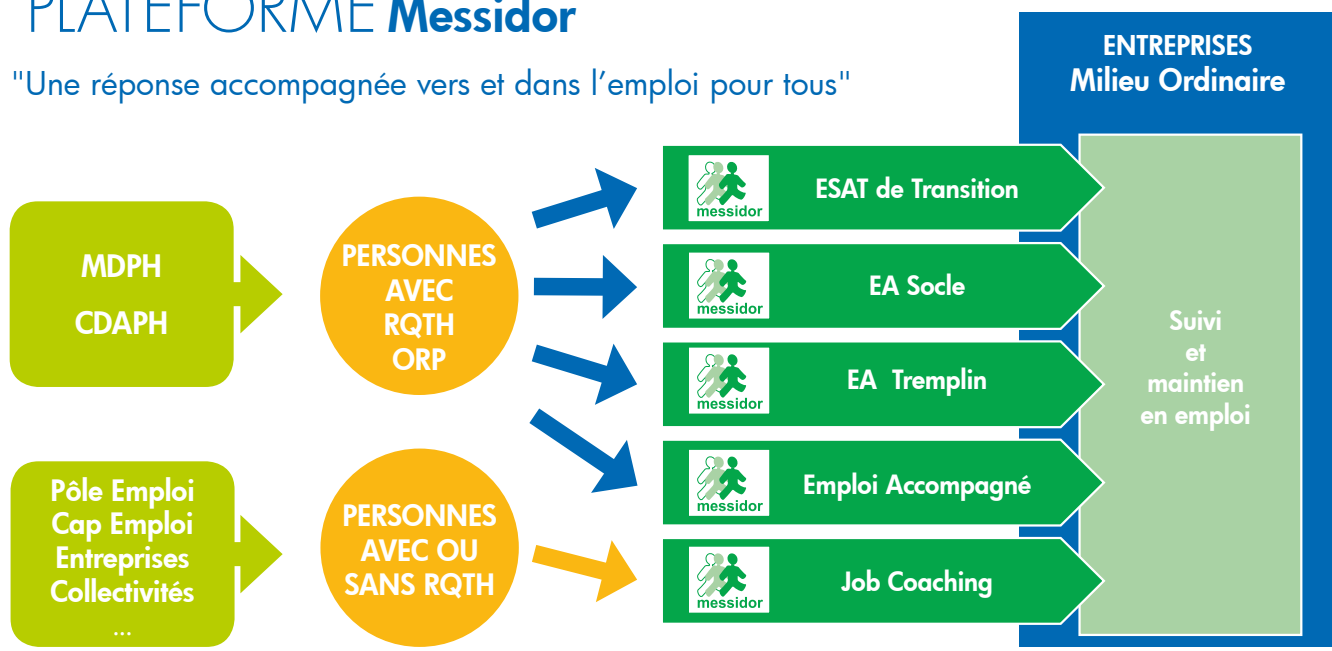 PLATEFORME Messidor
"Une réponse accompagnée vers et dans l'emploi pour tous"
ENTREPRISES
Milieu Ordinaire
MDPH
CDAPH
PERSONNES
AVEC
RQTH
ORP
Pôle Emploi
Cap Emploi
Entreprises
Collectivités
...
PERSONNES
AVEC OU
SANS RQTH
messidor
ESAT de Transition
messidor
EA Socle
messidor
EA Tremplin
messidor
Emploi Accompagné
messidor
Job Coaching
Suivi
et
maintien
en emploi